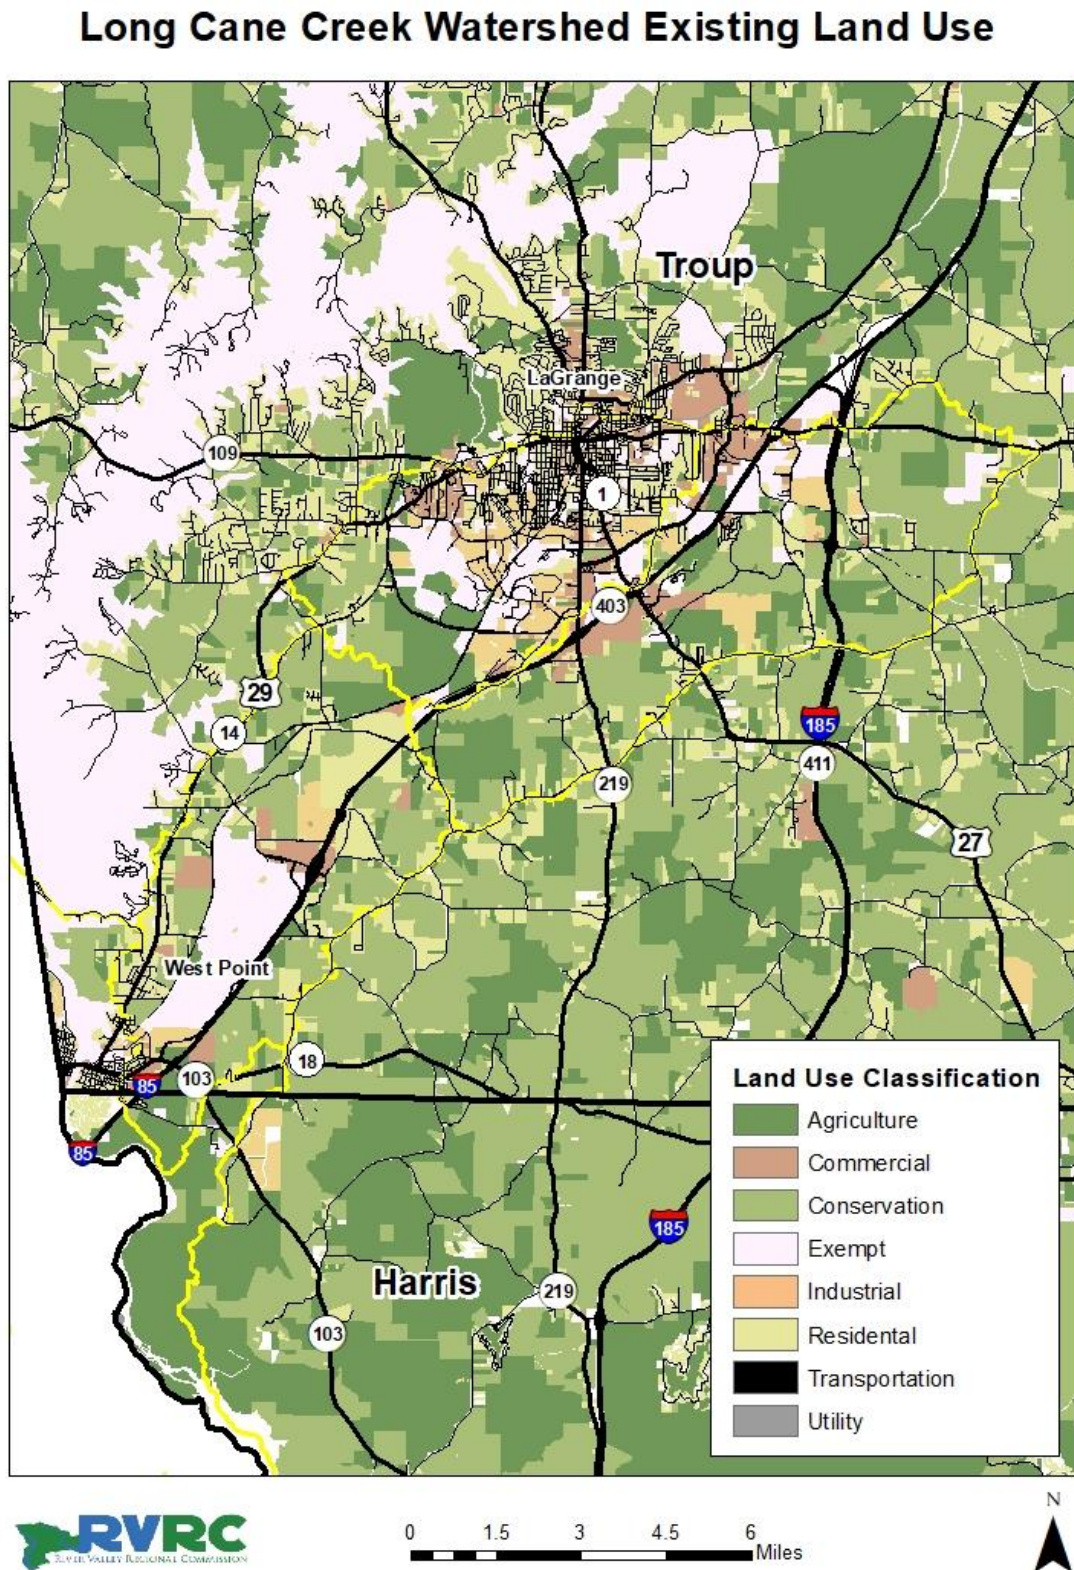 Long Cane Creek Watershed Existing Land Use
Troup
LaGrange
109
1
403
29
14
185
411
219
27
West Point
18
85
103
85
185
Harris
219
103
Land Use Classification
Agriculture
Commercial
Conservation
Exempt
Industrial
Residental
Transportation
Utility
N
RVRC
RIVER VALLEY REGIONAL COMMISSION
0 1.5 3 4.5 6
Miles